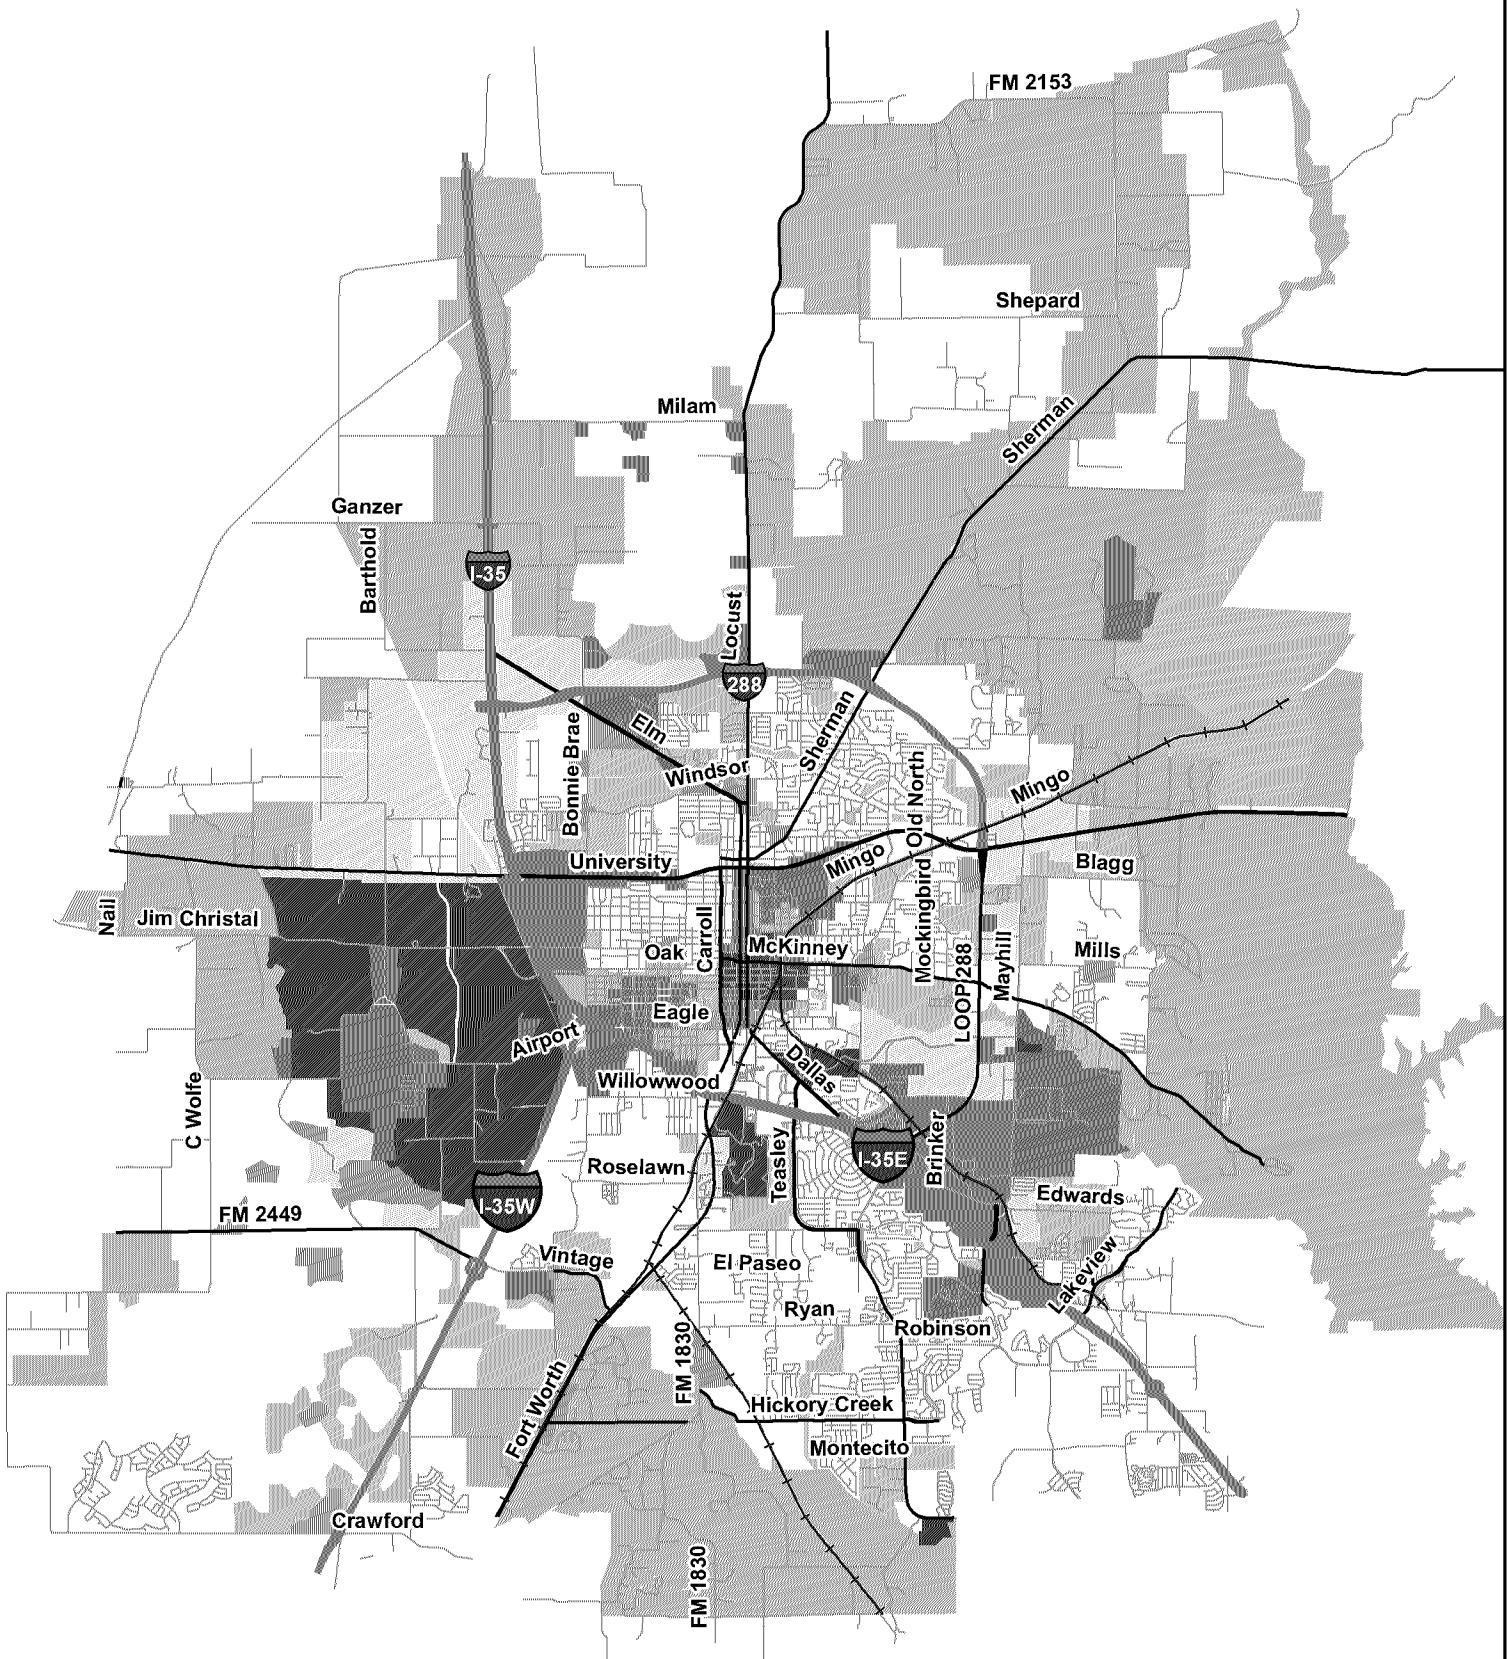 FM 2153
Shepard
Milam
Sherman
Ganzer
Barthold
I-35
Locust
288
Sherman
Elm
Bonnie Brae
Windsor
Old North
Mingo
University
Mingo
Blagg
Nail
Jim Christal
Mockingbird
Carroll
Oak
McKinney
LOOP 288
Mayhill
Mills
Eagle
Airport
Dallas
Willowwood
C Wolfe
Brinker
I-35E
Teasley
Roselawn
Edwards
I-35W
FM 2449
Vintage
El Paseo
Lakeview
Ryan
Robinson
FM 1830
Fort Worth
Hickory Creek
Montecito
Crawford
FM 1830